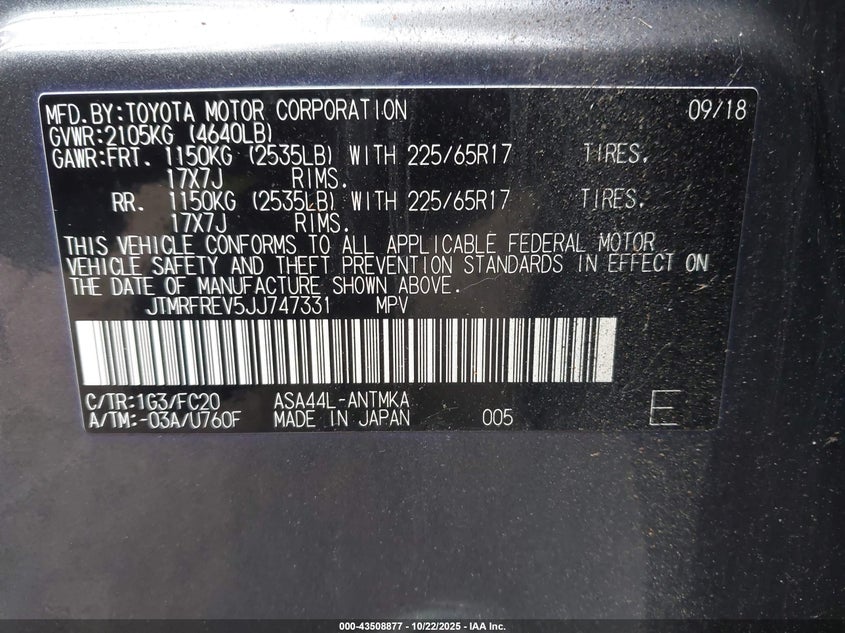 MFD.BY:TOYOTA MOTOR CORPORATION 09/18
GVWR:2105KG (4640LB)
GAWR:FRT. 1150KG (2535LB) WITH 225/65R17 TIRES.
17X7J RIMS.
RR. 1150KG (2535LB) WITH 225/65R17 TIRES.
17X7J RIMS.
THIS VEHICLE CONFORMS TO ALL APPLICABLE FEDERAL MOTOR
VEHICLE SAFETY AND THEFT PREVENTION STANDARDS IN EFFECT ON
THE DATE OF MANUFACTURE SHOWN ABOVE.
JTMRFREV5JJ747331 MPV
C/TR:1G3/FC20 ASA44L-ANTMKA
A/TM:-03A/U760F MADE IN JAPAN 005 E
000-43508877 - 10/22/2025 - IAA Inc.